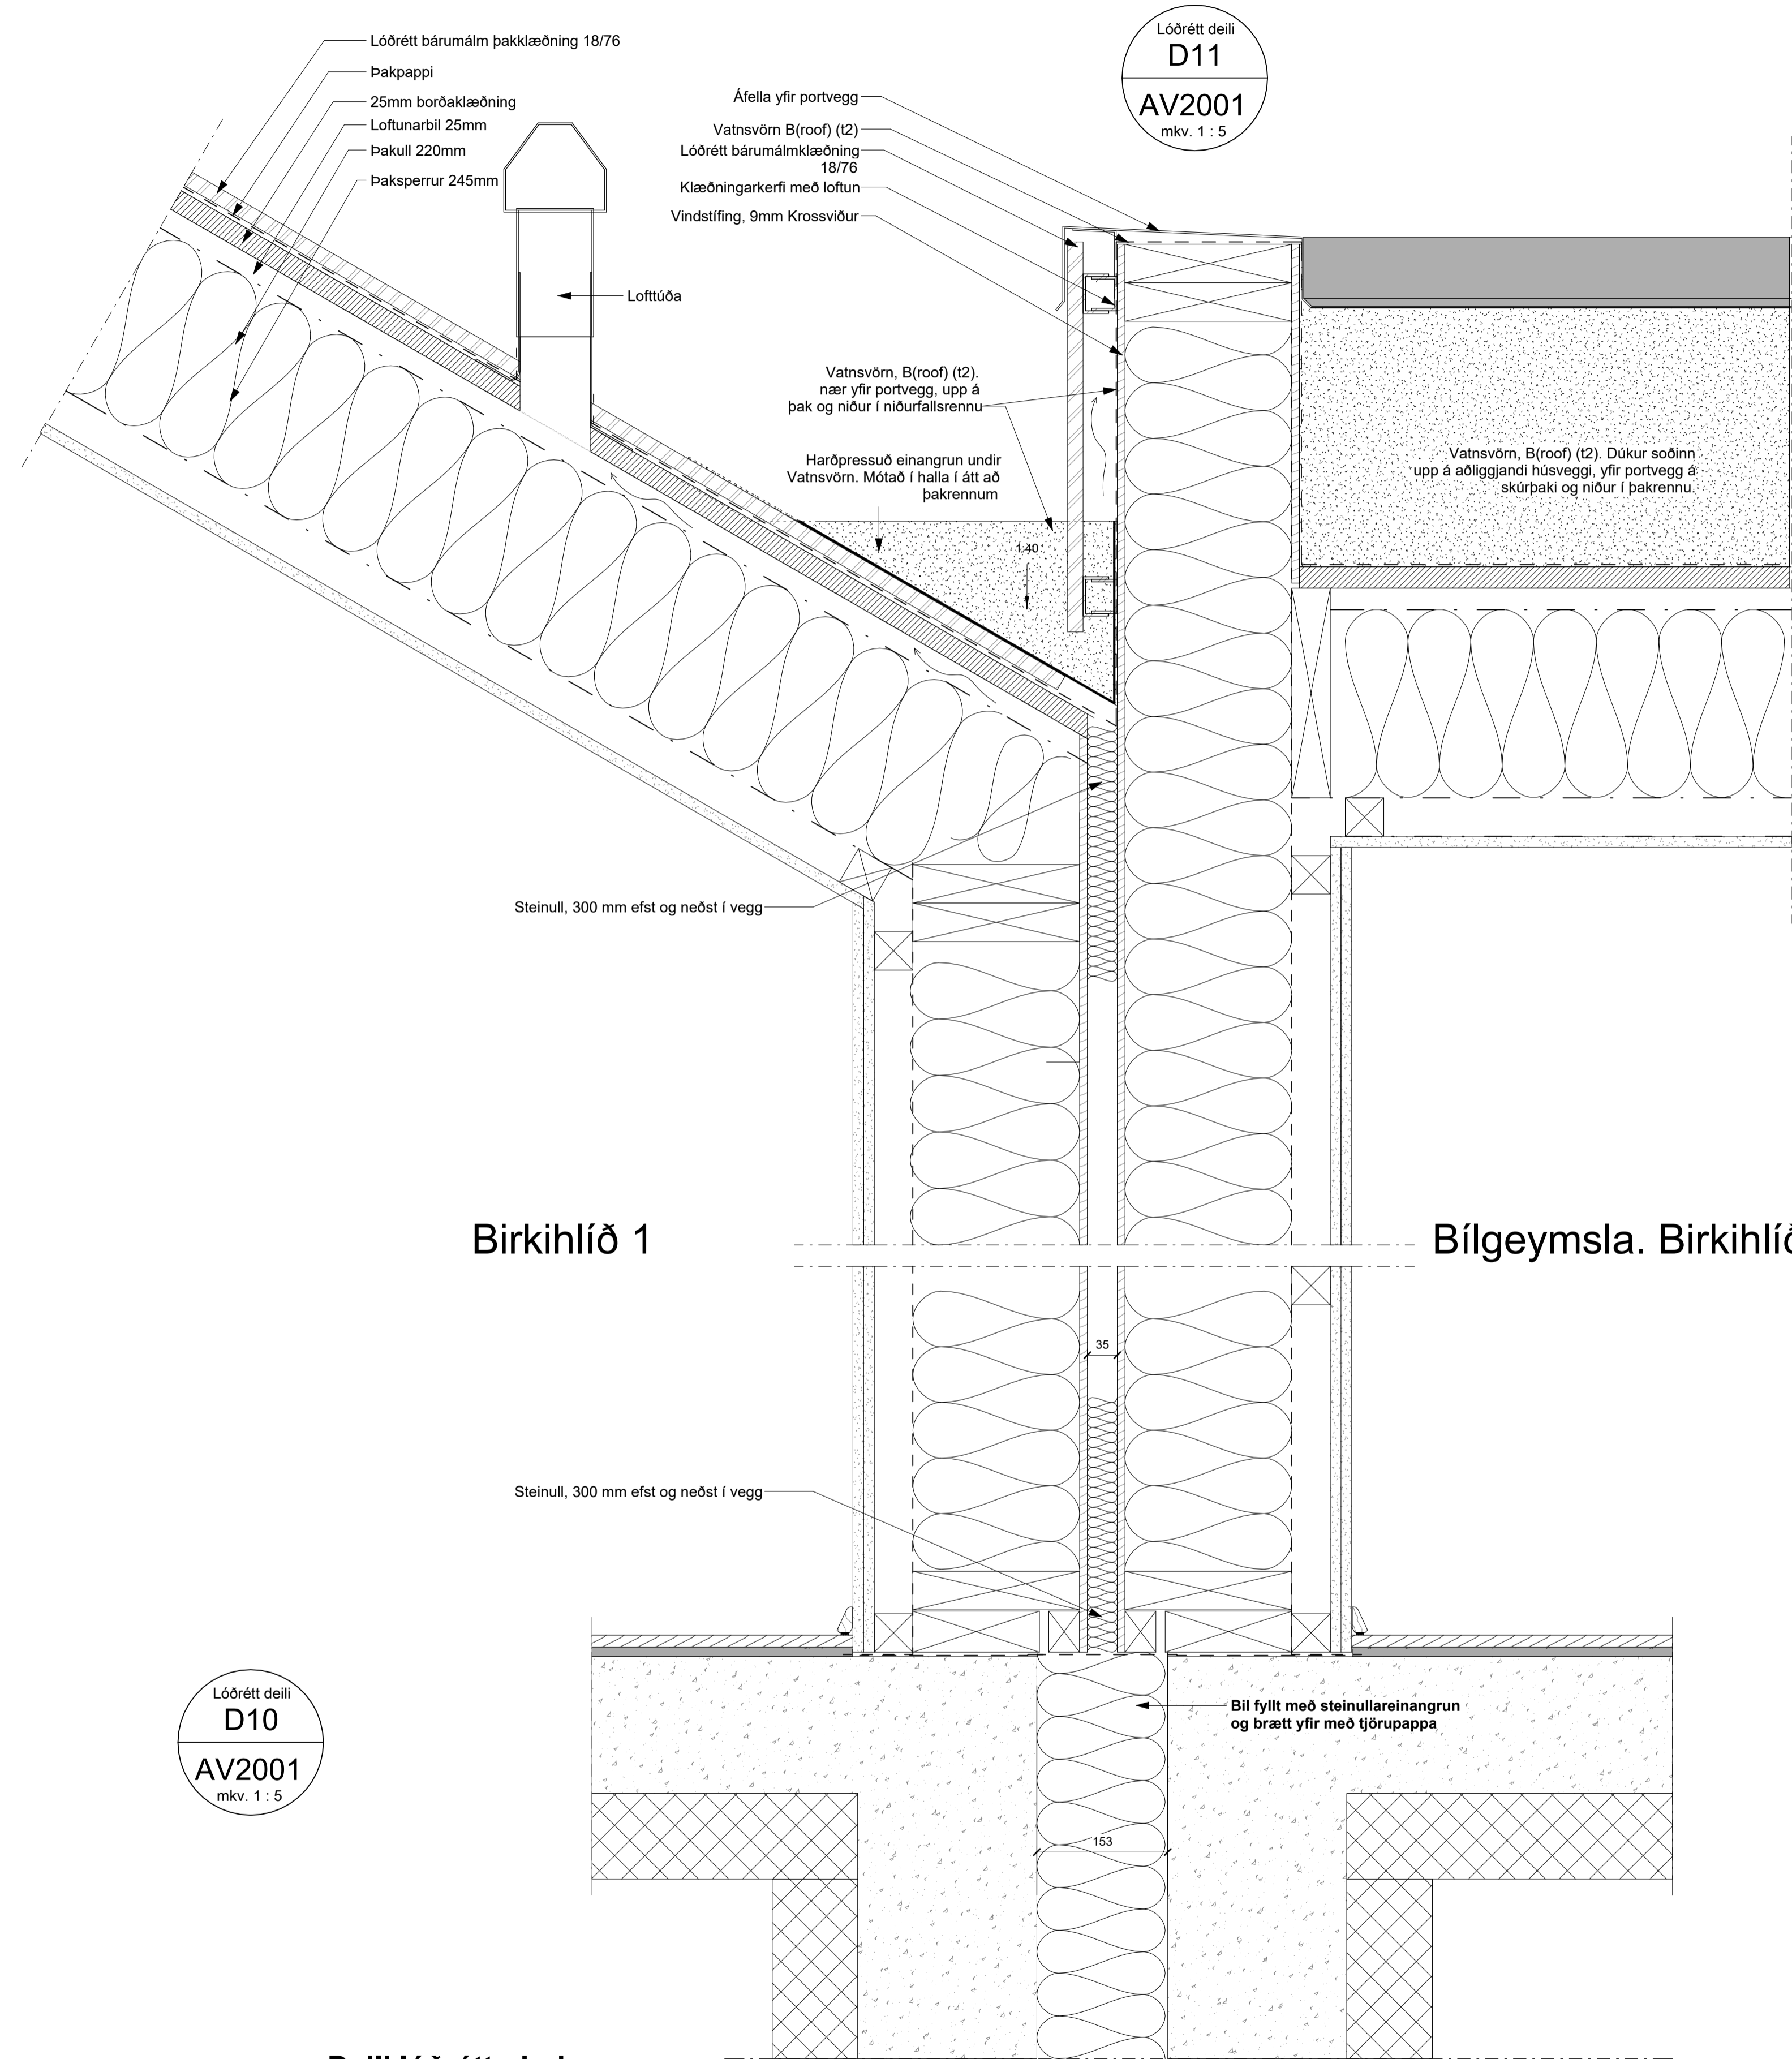 Lóðrétt deili
D11
AV2001
mkv. 1 : 5
Lóðrétt bárumálm þakklæðning 18/76
Þakpappi
25mm borðaklæðning
Loftunarbil 25mm
Þakull 220mm
Þaksperrur 245mm
Lofttúða
Áfella yfir portvegg
Vatnsvörn B(roof) (t2)
Lóðrétt bárumálmklæðning
18/76
Klæðningarkerfi með loftun
Vindstífing, 9mm Krossviður
Vatnsvörn, B(roof) (t2).
nær yfir portvegg, upp á
þak og niður í niðurfallsrennu
Harðpressuð einangrun undir
Vatnsvörn. Mótað í halla í átt að
þakrennum
1:40
Vatnsvörn, B(roof) (t2). Dúkur soðinn
upp á aðliggjandi húsveggi, yfir portvegg á
skúrþaki og niður í þakrennu.
Steinull, 300 mm efst og neðst í vegg
Birkihlíð 1
Bílgeymsla. Birkihlíð
35
Steinull, 300 mm efst og neðst í vegg
Lóðrétt deili
D10
AV2001
mkv. 1 : 5
Bil fyllt með steinullareinangrun
og brætt yfir með tjörupappa
153